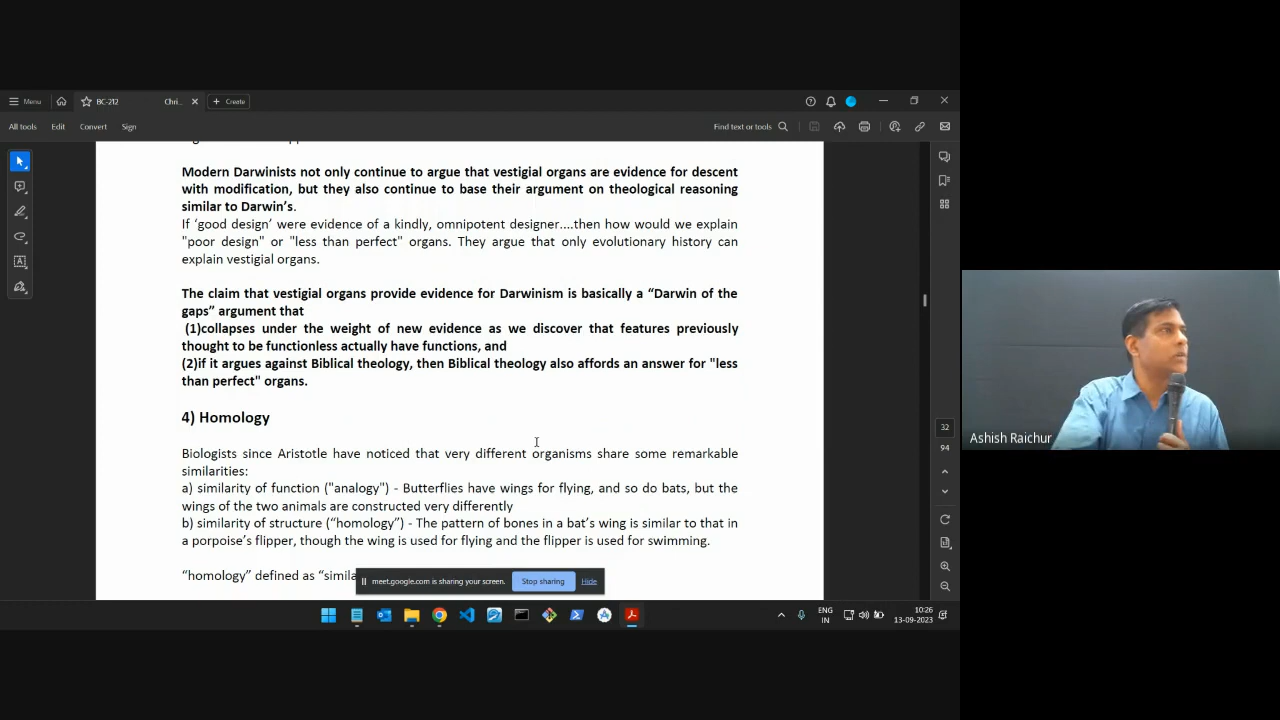 Menu
BC-212
Chri...
Create
All tools
Edit
Convert
Sign
Find text or tools
Modern Darwinists not only continue to argue that vestigial organs are evidence for descent
with modification, but they also continue to base their argument on theological reasoning
similar to Darwin's.
If 'good design' were evidence of a kindly, omnipotent designer....then how would we explain
"poor design" or "less than perfect" organs. They argue that only evolutionary history can
explain vestigial organs.
The claim that vestigial organs provide evidence for Darwinism is basically a “Darwin of the
gaps” argument that
(1)collapses under the weight of new evidence as we discover that features previously
thought to be functionless actually have functions, and
(2)if it argues against Biblical theology, then Biblical theology also affords an answer for "less
than perfect" organs.
4) Homology
Biologists since Aristotle have noticed that very different organisms share some remarkable
similarities:
a) similarity of function ("analogy") - Butterflies have wings for flying, and so do bats, but the
wings of the two animals are constructed very differently
b) similarity of structure (“homology”) - The pattern of bones in a bat’s wing is similar to that in
a porpoise’s flipper, though the wing is used for flying and the flipper is used for swimming.
“homology” defined as “simila
meet.google.com is sharing your screen.
Stop sharing
Hide
32
94
ENG
IN
10:26
13-09-2023
Ashish Raichur